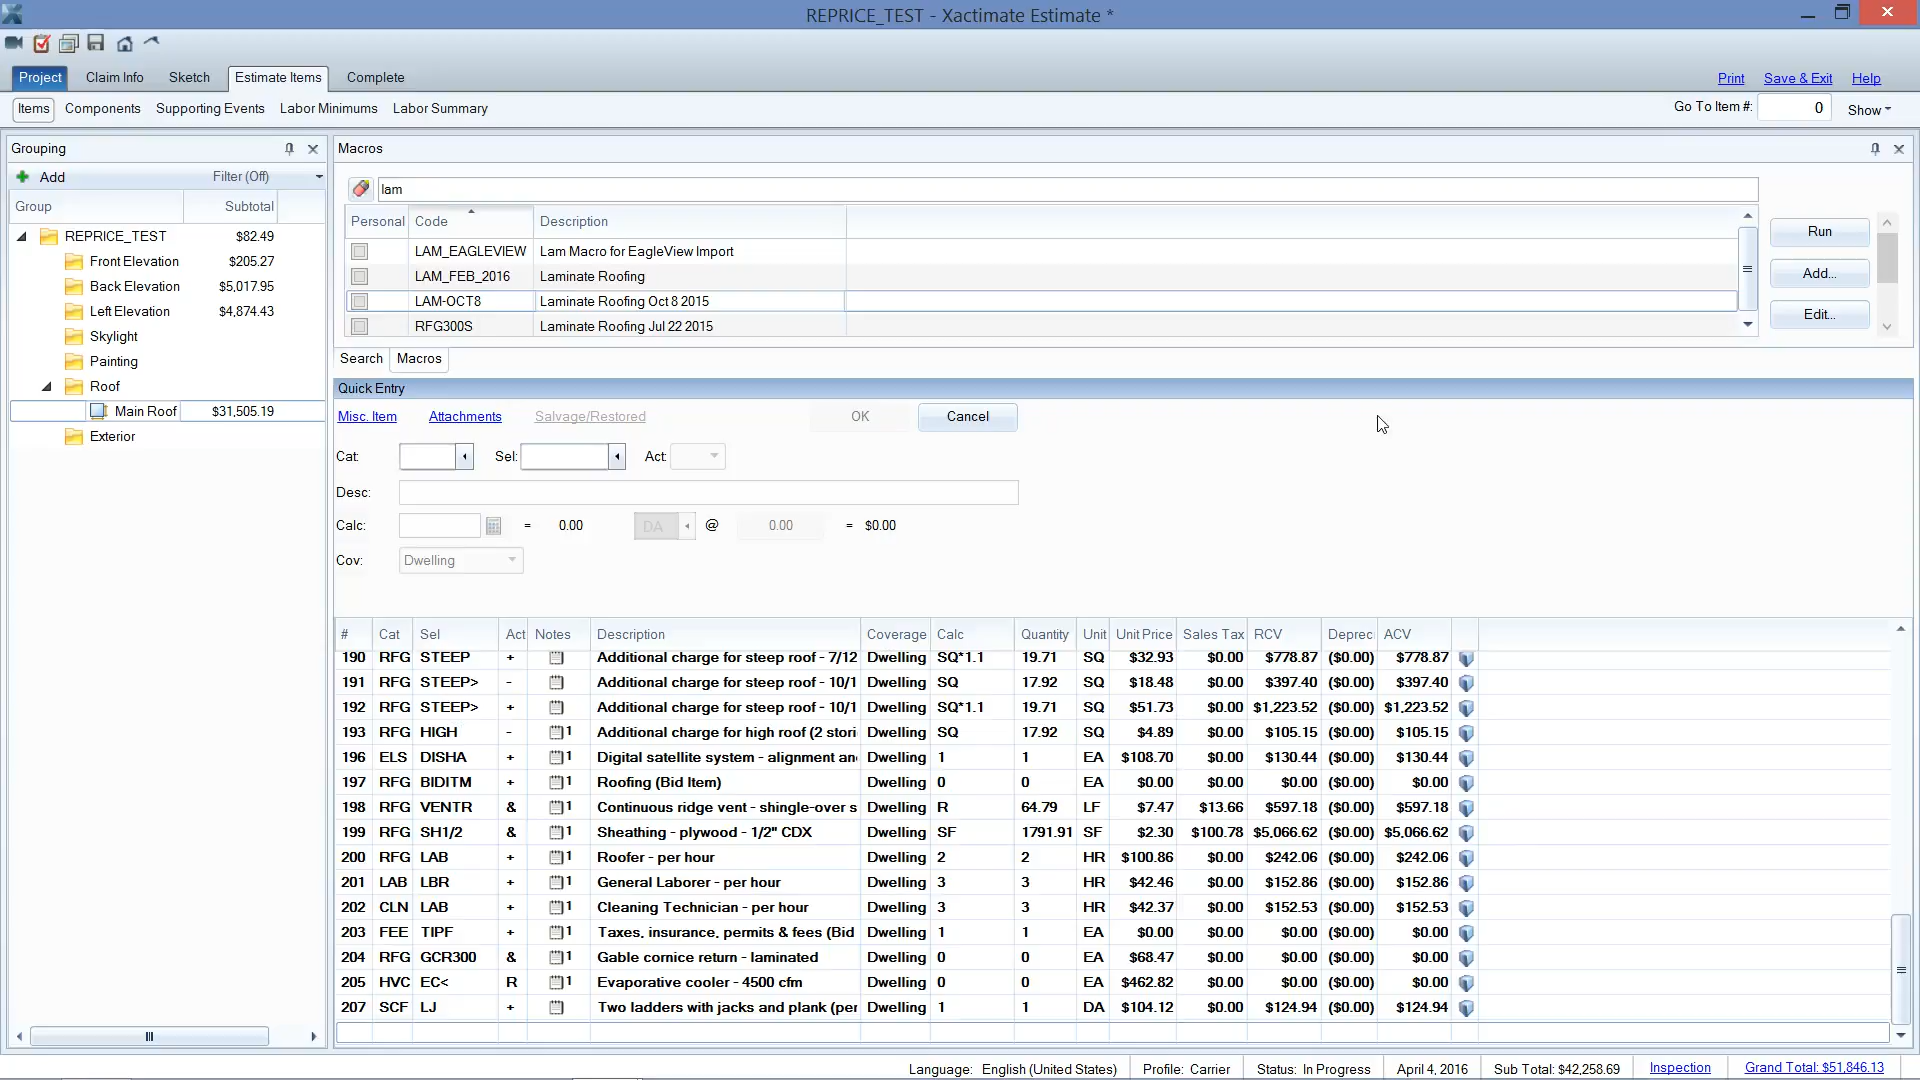 REPRICE_TEST - Xactimate Estimate *
Project Claim Info Sketch Estimate Items Complete Print Save & Exit Help
Items Components Supporting Events Labor Minimums Labor Summary Go To Item #: 0 Show
Grouping
Add Filter (Off)
Group Subtotal
REPRICE_TEST $82.49
Front Elevation $205.27
Back Elevation $5,017.95
Left Elevation $4,874.43
Skylight
Painting
Roof
Main Roof $31,505.19
Exterior
Macros
lam
Personal Code Description
LAM_EAGLEVIEW Lam Macro for EagleView Import
LAM_FEB_2016 Laminate Roofing
LAM-OCT8 Laminate Roofing Oct 8 2015
RFG300S Laminate Roofing Jul 22 2015
Run
Add...
Edit...
Search Macros
Quick Entry
Misc. Item Attachments Salvage/Restored OK Cancel
Cat: Sel: Act:
Desc:
Calc: = 0.00 DA @ 0.00 = $0.00
Cov: Dwelling
# Cat Sel Act Notes Description Coverage Calc Quantity Unit Unit Price Sales Tax RCV Deprec ACV
190 RFG STEEP + Additional charge for steep roof - 7/12 Dwelling SQ*1.1 19.71 SQ $32.93 $0.00 $778.87 ($0.00) $778.87
191 RFG STEEP> - Additional charge for steep roof - 10/1 Dwelling SQ 17.92 SQ $18.48 $0.00 $397.40 ($0.00) $397.40
192 RFG STEEP> + Additional charge for steep roof - 10/1 Dwelling SQ*1.1 19.71 SQ $51.73 $0.00 $1,223.52 ($0.00) $1,223.52
193 RFG HIGH - 1 Additional charge for high roof (2 stori Dwelling SQ 17.92 SQ $4.89 $0.00 $105.15 ($0.00) $105.15
196 ELS DISHA + 1 Digital satellite system - alignment an Dwelling 1 1 EA $108.70 $0.00 $130.44 ($0.00) $130.44
197 RFG BIDITM + 1 Roofing (Bid Item) Dwelling 0 0 EA $0.00 $0.00 $0.00 ($0.00) $0.00
198 RFG VENTR & 1 Continuous ridge vent - shingle-over s Dwelling R 64.79 LF $7.47 $13.66 $597.18 ($0.00) $597.18
199 RFG SH1/2 & 1 Sheathing - plywood - 1/2" CDX Dwelling SF 1791.91 SF $2.30 $100.78 $5,066.62 ($0.00) $5,066.62
200 RFG LAB + 1 Roofer - per hour Dwelling 2 2 HR $100.86 $0.00 $242.06 ($0.00) $242.06
201 LAB LBR + 1 General Laborer - per hour Dwelling 3 3 HR $42.46 $0.00 $152.86 ($0.00) $152.86
202 CLN LAB + 1 Cleaning Technician - per hour Dwelling 3 3 HR $42.37 $0.00 $152.53 ($0.00) $152.53
203 FEE TIPF + 1 Taxes, insurance, permits & fees (Bid Dwelling 1 1 EA $0.00 $0.00 $0.00 ($0.00) $0.00
204 RFG GCR300 & 1 Gable cornice return - laminated Dwelling 0 0 EA $68.47 $0.00 $0.00 ($0.00) $0.00
205 HVC EC< R 1 Evaporative cooler - 4500 cfm Dwelling 0 0 EA $462.82 $0.00 $0.00 ($0.00) $0.00
207 SCF LJ + Two ladders with jacks and plank (per Dwelling 1 1 DA $104.12 $0.00 $124.94 ($0.00) $124.94
Language: English (United States) Profile: Carrier Status: In Progress April 4, 2016 Sub Total: $42,258.69 Inspection Grand Total: $51,846.13